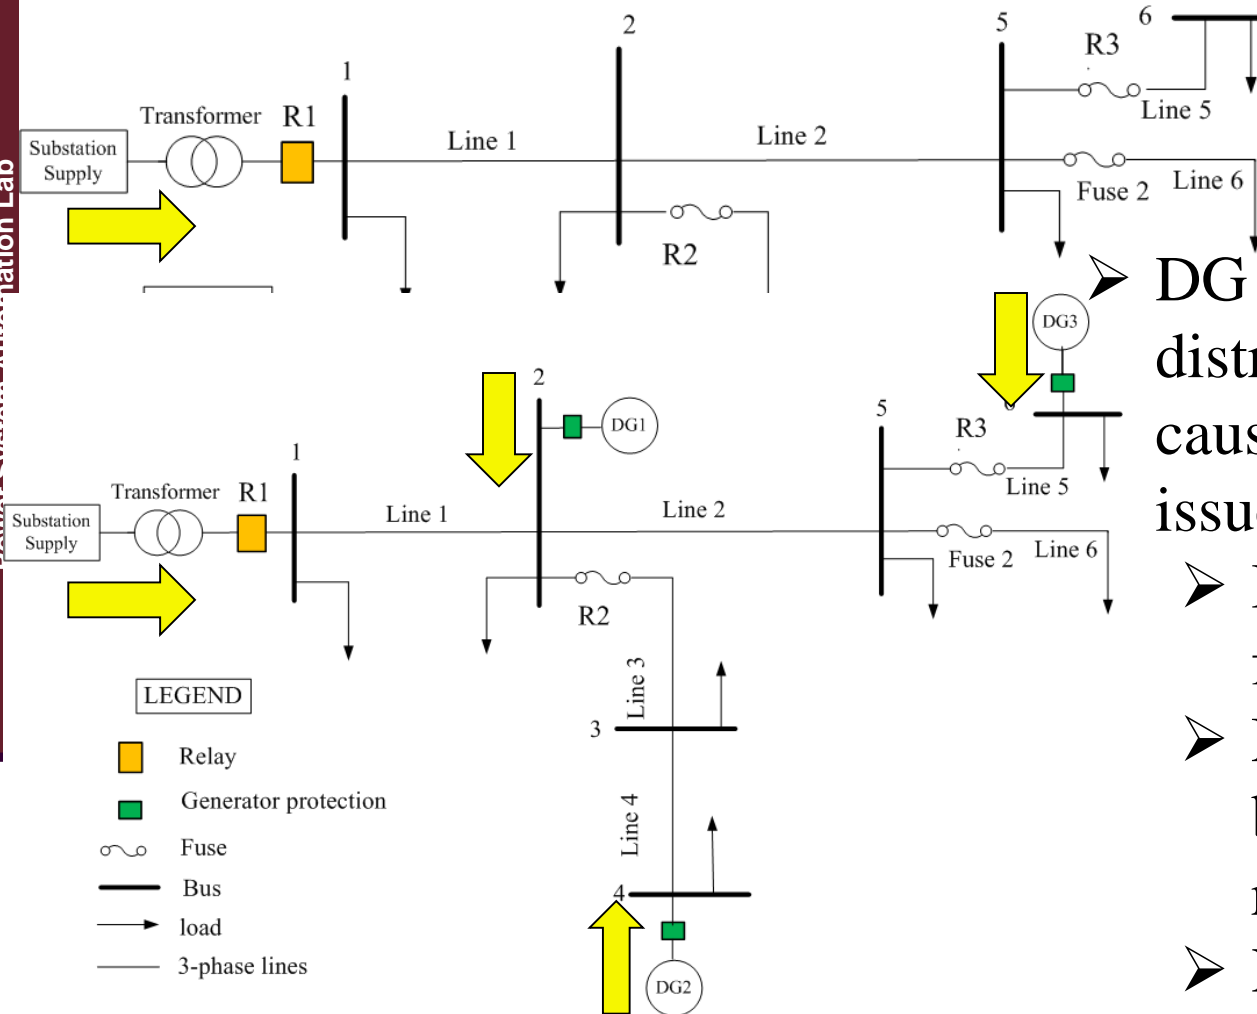 2
5
6
R3
1
Transformer
R1
Line 5
Line 1
Line 2
Substation
Supply
Line 6
Fuse 2
R2
DG
DG3
2
5
DG1
R3
1
Line 5
Transformer
R1
Line 1
Line 2
Substation
Supply
Fuse 2
Line 6
R2
LEGEND
Line 3
3
Relay
Generator protection
Line 4
Fuse
Bus
4
load
3-phase lines
DG2
Lab